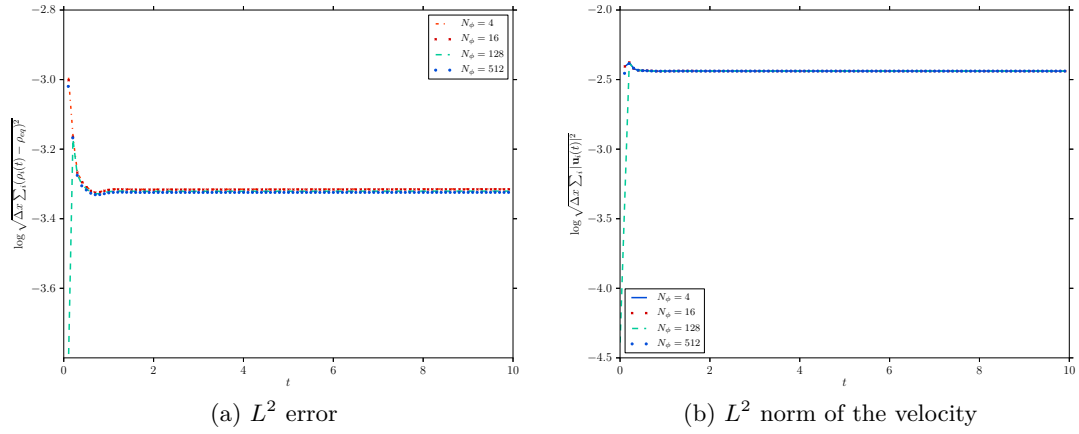 −2.8
−3.0
−3.2
−3.4
−3.6
0
2
4
6
8
10
t
log √(Δx ∑ᵢ(ρᵢ(t) − ρₑq)²)
N_ϕ = 4
N_ϕ = 16
N_ϕ = 128
N_ϕ = 512
(a) L² error
−2.0
−2.5
−3.0
−3.5
−4.0
−4.5
0
2
4
6
8
10
t
log √(Δx ∑ᵢ |𝐮ᵢ(t)|²)
N_ϕ = 4
N_ϕ = 16
N_ϕ = 128
N_ϕ = 512
(b) L² norm of the velocity